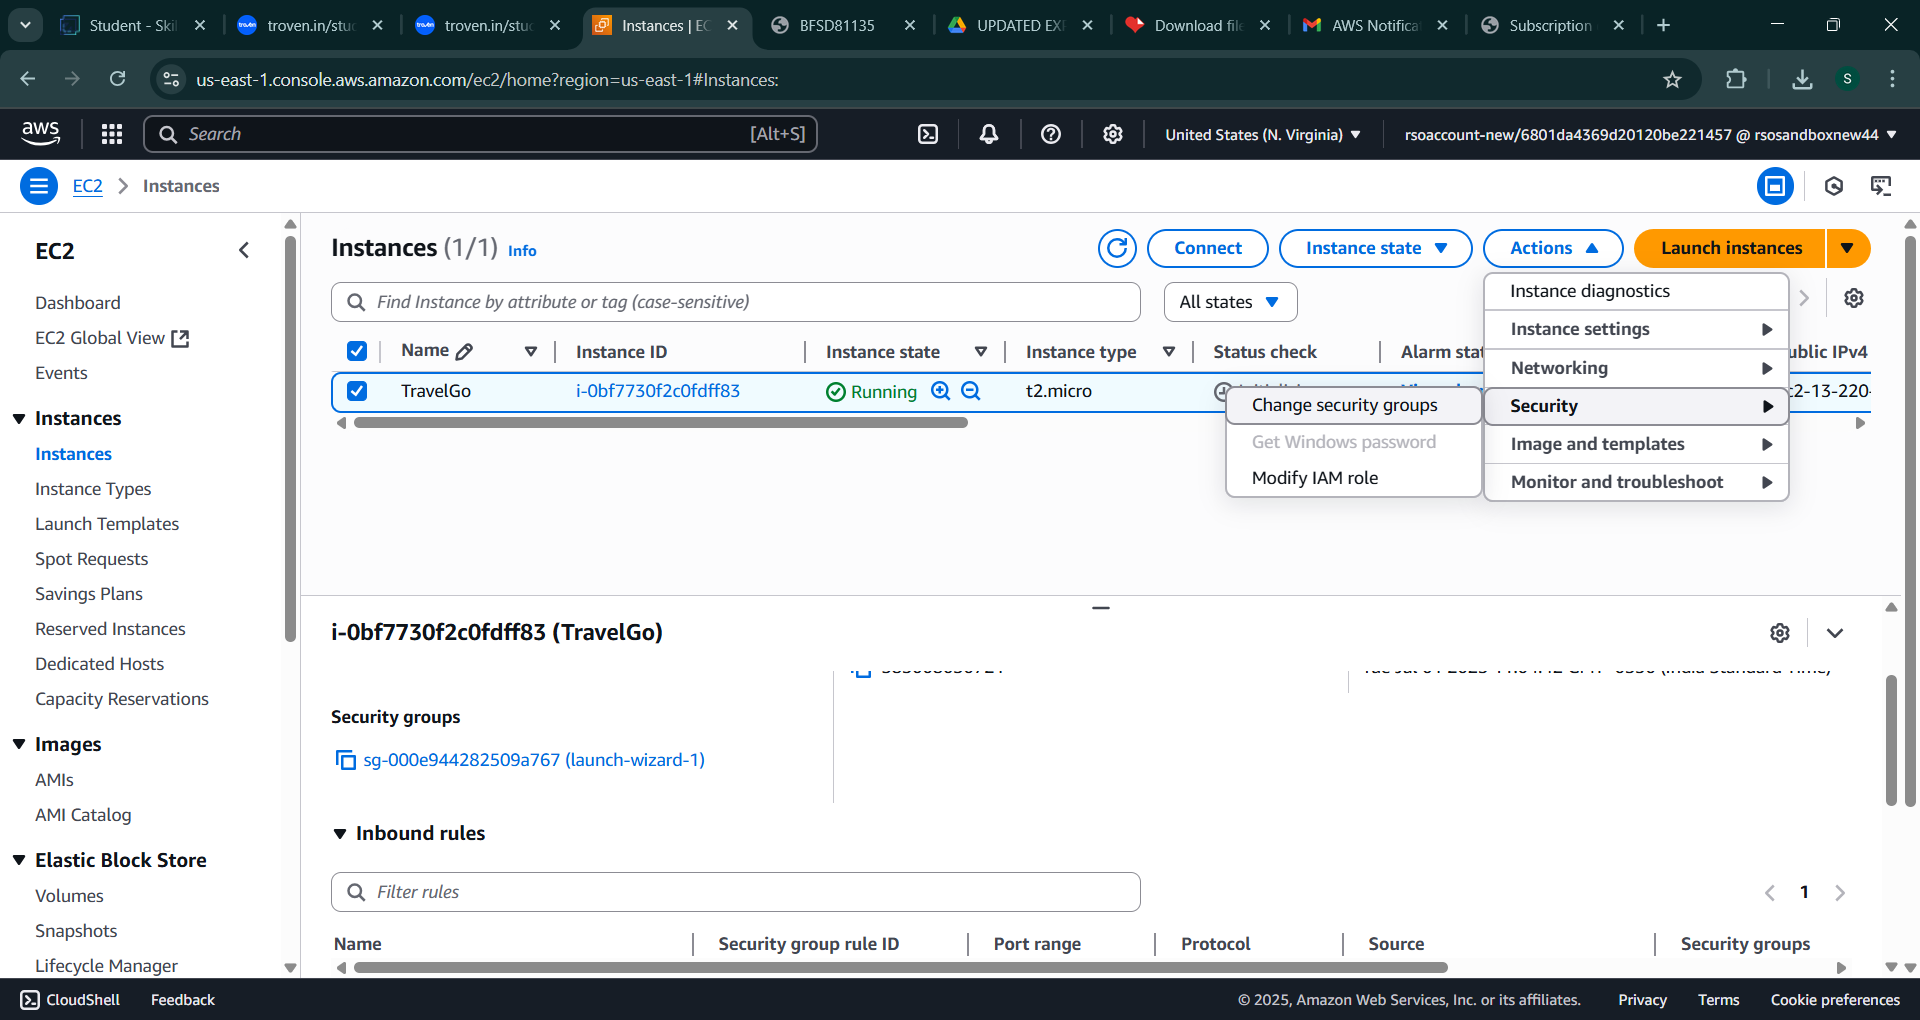 Student - Skil
troven.in/stud
troven.in/stud
Instances | EC
BFSD81135
UPDATED EXP
Download file
AWS Notifica
Subscription
us-east-1.console.aws.amazon.com/ec2/home?region=us-east-1#Instances:
S
aws
Search
[Alt+S]
United States (N. Virginia)
rsoaccount-new/6801da4369d20120be221457 @ rsosandboxnew44
EC2
Instances
EC2
Dashboard
EC2 Global View
Events
Instances
Instances
Instance Types
Launch Templates
Spot Requests
Savings Plans
Reserved Instances
Dedicated Hosts
Capacity Reservations
Images
AMIs
AMI Catalog
Elastic Block Store
Volumes
Snapshots
Lifecycle Manager
Instances (1/1) Info
Connect
Instance state
Actions
Launch instances
Find Instance by attribute or tag (case-sensitive)
All states
Name
Instance ID
Instance state
Instance type
Status check
Alarm stat
ublic IPv4
TravelGo
i-0bf7730f2c0fdff83
Running
t2.micro
c2-13-220-
Instance diagnostics
Instance settings
Networking
Security
Image and templates
Monitor and troubleshoot
Change security groups
Get Windows password
Modify IAM role
i-0bf7730f2c0fdff83 (TravelGo)
Security groups
sg-000e944282509a767 (launch-wizard-1)
Inbound rules
Filter rules
1
Name
Security group rule ID
Port range
Protocol
Source
Security groups
CloudShell
Feedback
© 2025, Amazon Web Services, Inc. or its affiliates.
Privacy
Terms
Cookie preferences